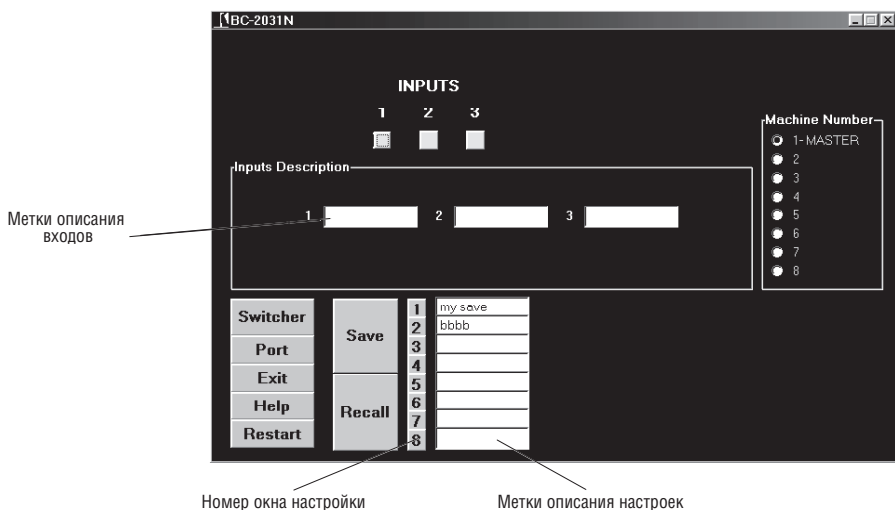 BC-2031N
INPUTS
1 2 3
Machine Number
1-MASTER
2
3
4
5
6
7
8
Inputs Description
1 2 3
Метки описания
входов
Switcher
Port
Exit
Help
Restart
Save
Recall
1 my save
2 bbbb
3
4
5
6
7
8
Номер окна настройки
Метки описания настроек